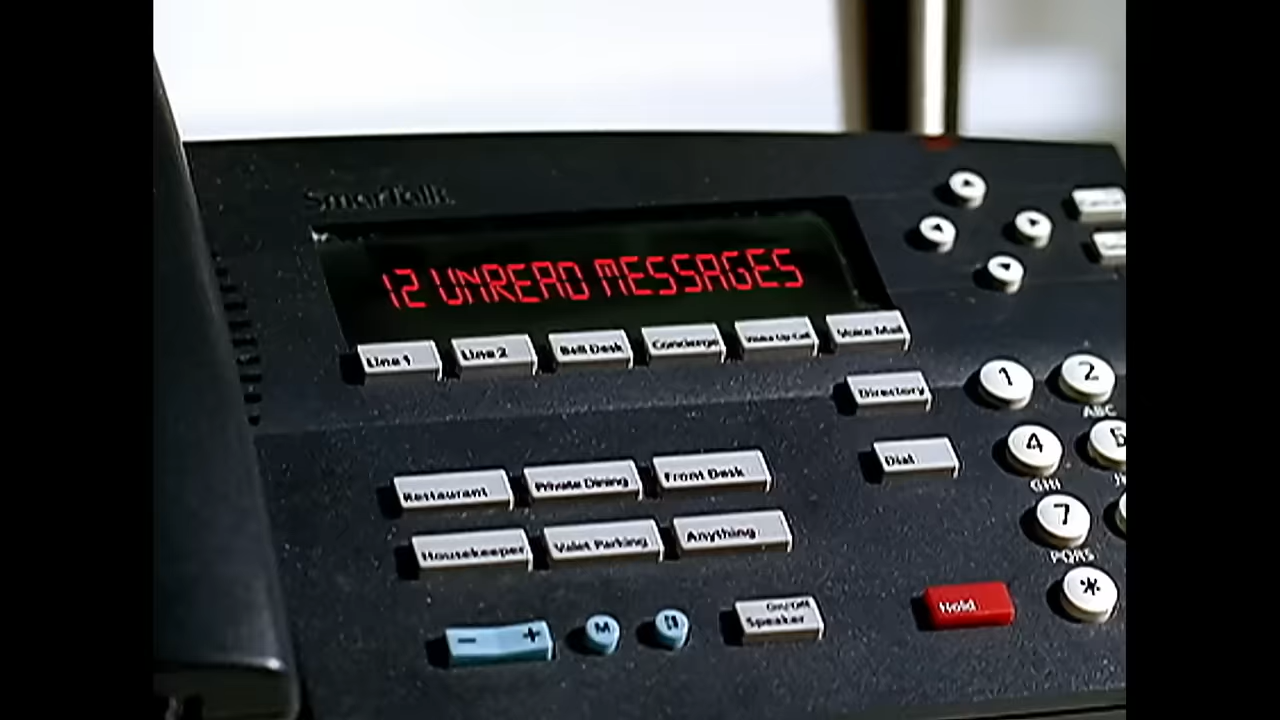 SmarTalk
12 UNREAD MESSAGES
Line 1
Line 2
Bell Desk
Concierge
Wake Up Call
Voice Mail
Directory
1
2
ABC
Dial
4
GHI
5
Restaurant
Private Dining
Front Desk
7
PQRS
Housekeeper
Valet Parking
Anything
*
Hold
On/Off
Speaker
- +
M